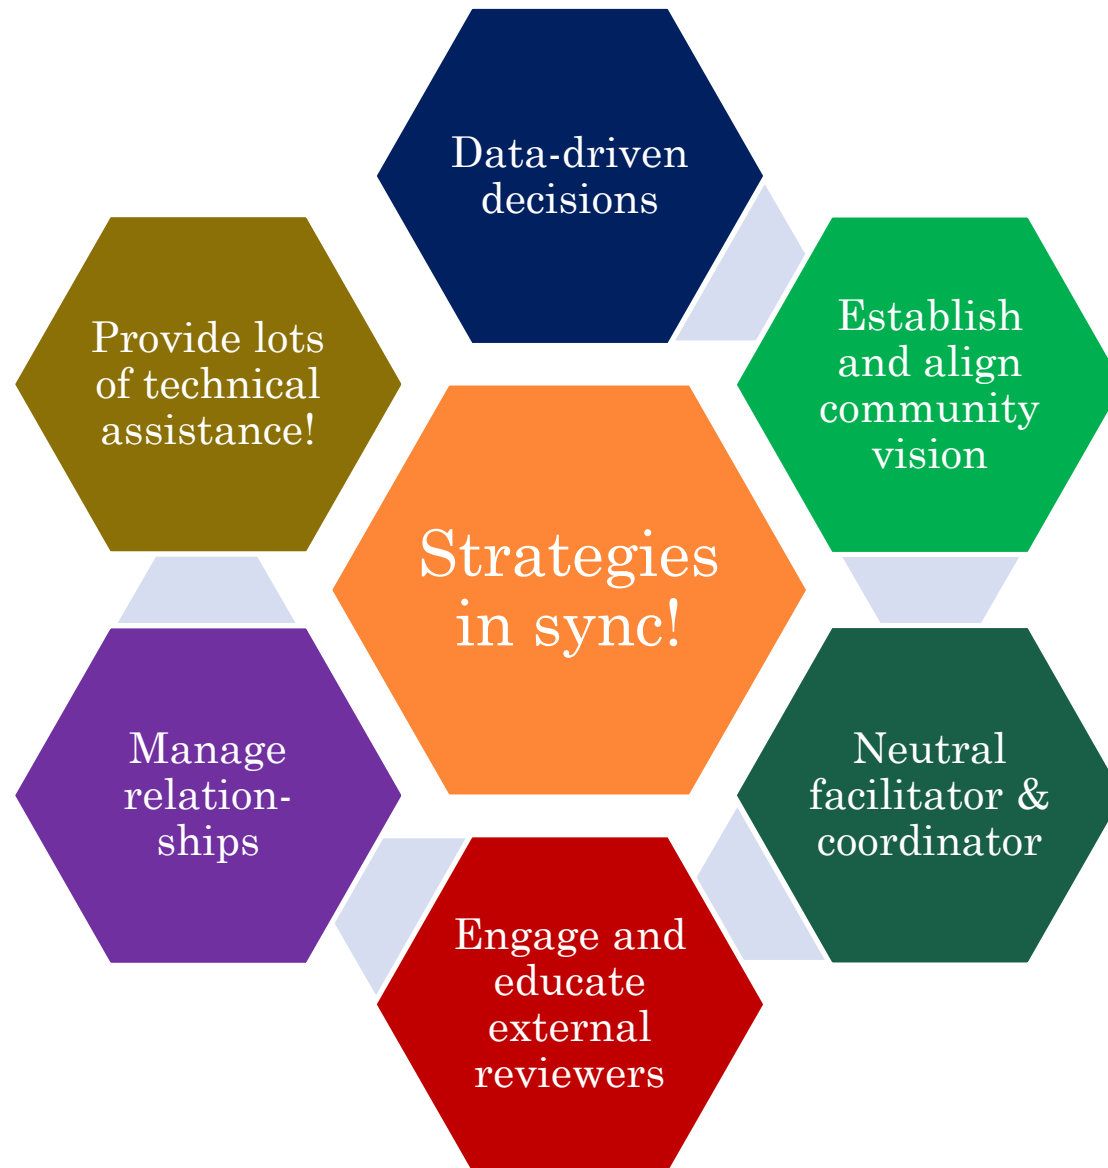 Data-driven
decisions
Establish
and align
community
vision
Neutral
facilitator &
coordinator
Engage and
educate
external
reviewers
Manage
relation-
ships
Provide lots
of technical
assistance!
Strategies
in sync!